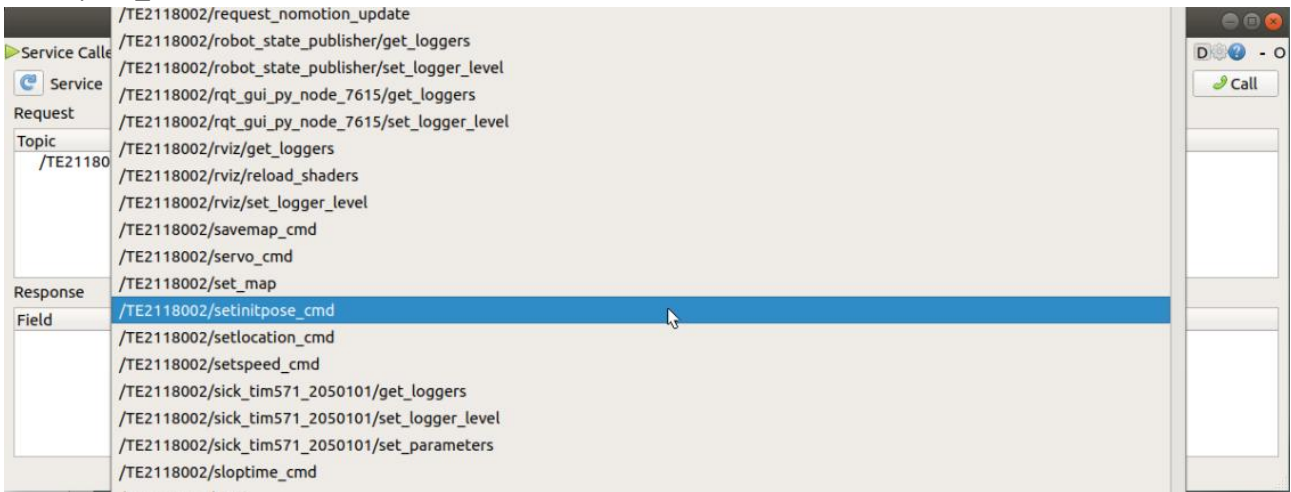 /TE2118002/request_nomotion_update
/TE2118002/robot_state_publisher/get_loggers
Service Calle
D - O
/TE2118002/robot_state_publisher/set_logger_level
Service
/TE2118002/rqt_gui_py_node_7615/get_loggers
Call
Request
/TE2118002/rqt_gui_py_node_7615/set_logger_level
Topic
/TE2118002/rviz/get_loggers
/TE21180
/TE2118002/rviz/reload_shaders
/TE2118002/rviz/set_logger_level
/TE2118002/savemap_cmd
/TE2118002/servo_cmd
/TE2118002/set_map
Response
/TE2118002/setinitpose_cmd
Field
/TE2118002/setlocation_cmd
/TE2118002/setspeed_cmd
/TE2118002/sick_tim571_2050101/get_loggers
/TE2118002/sick_tim571_2050101/set_logger_level
/TE2118002/sick_tim571_2050101/set_parameters
/TE2118002/sloptime_cmd